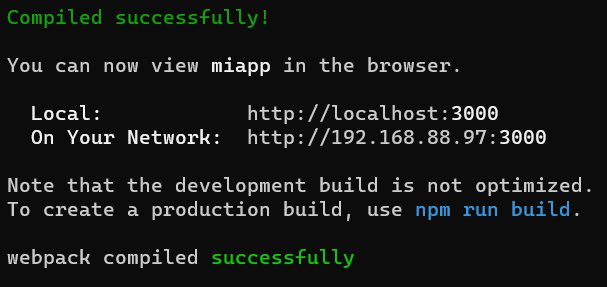 Compiled successfully!
You can now view miapp in the browser.
Local: http://localhost:3000
On Your Network: http://192.168.88.97:3000
Note that the development build is not optimized.
To create a production build, use npm run build.
webpack compiled successfully